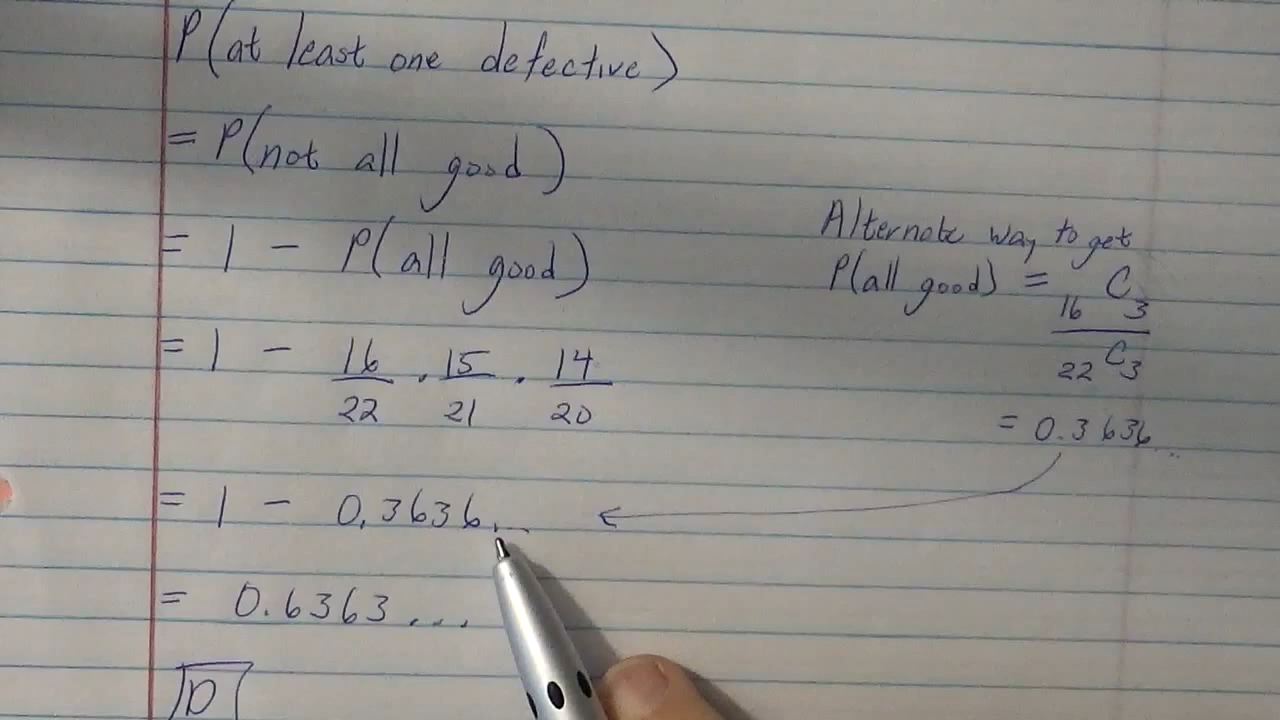 P(at least one defective)
= P(not all good)
= 1 - P(all good)
= 1 - 16/22 . 15/21 . 14/20
= 1 - 0.3636...
= 0.6363...
D
Alternate way to get
P(all good) = 16C3 / 22C3
= 0.3636...